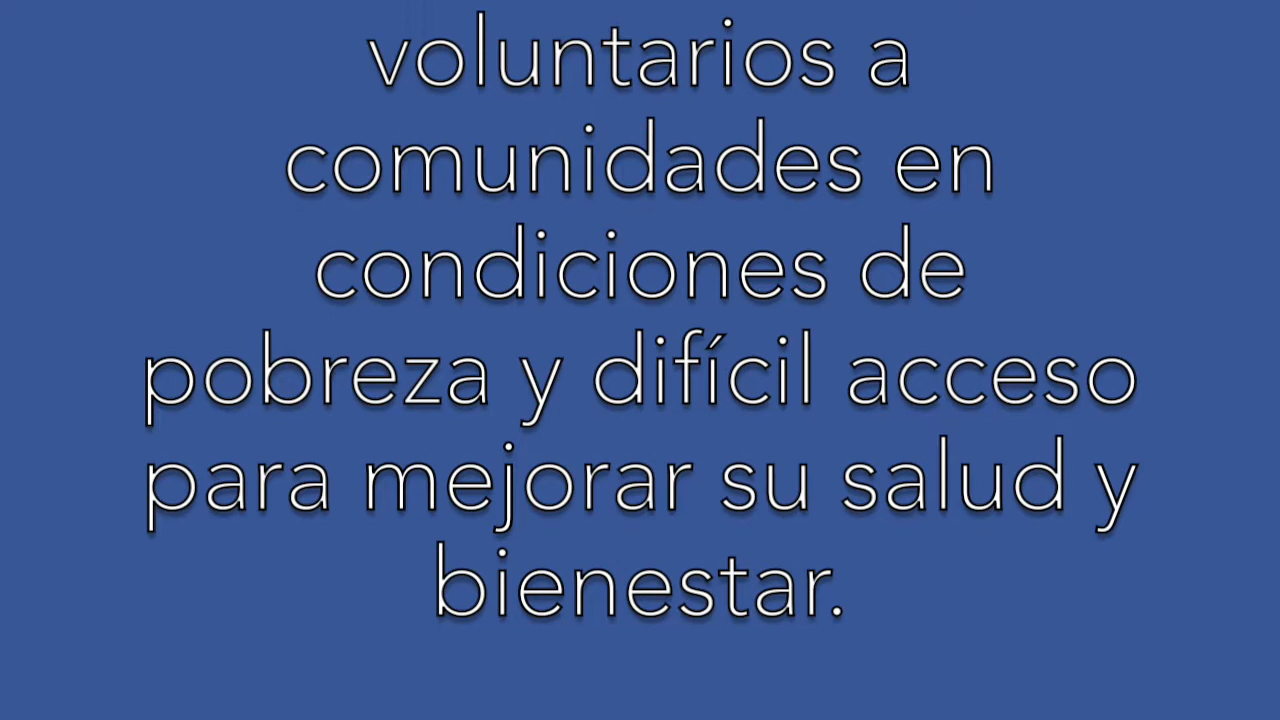 voluntarios a
comunidades en
condiciones de
pobreza y difícil acceso
para mejorar su salud y
bienestar.